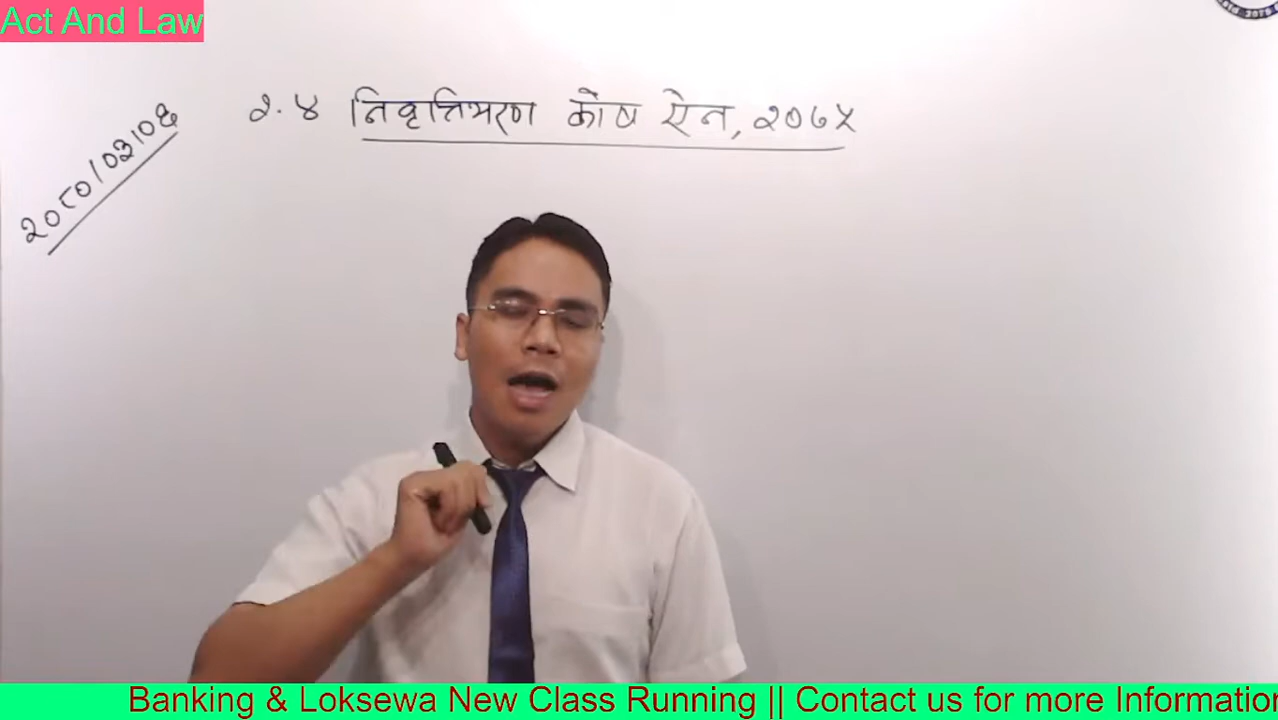 Act And Law
२.४ निवृत्तिभरण कोष ऐन, २०७५
२०८०/०३/०६
Banking & Loksewa New Class Running || Contact us for more Information